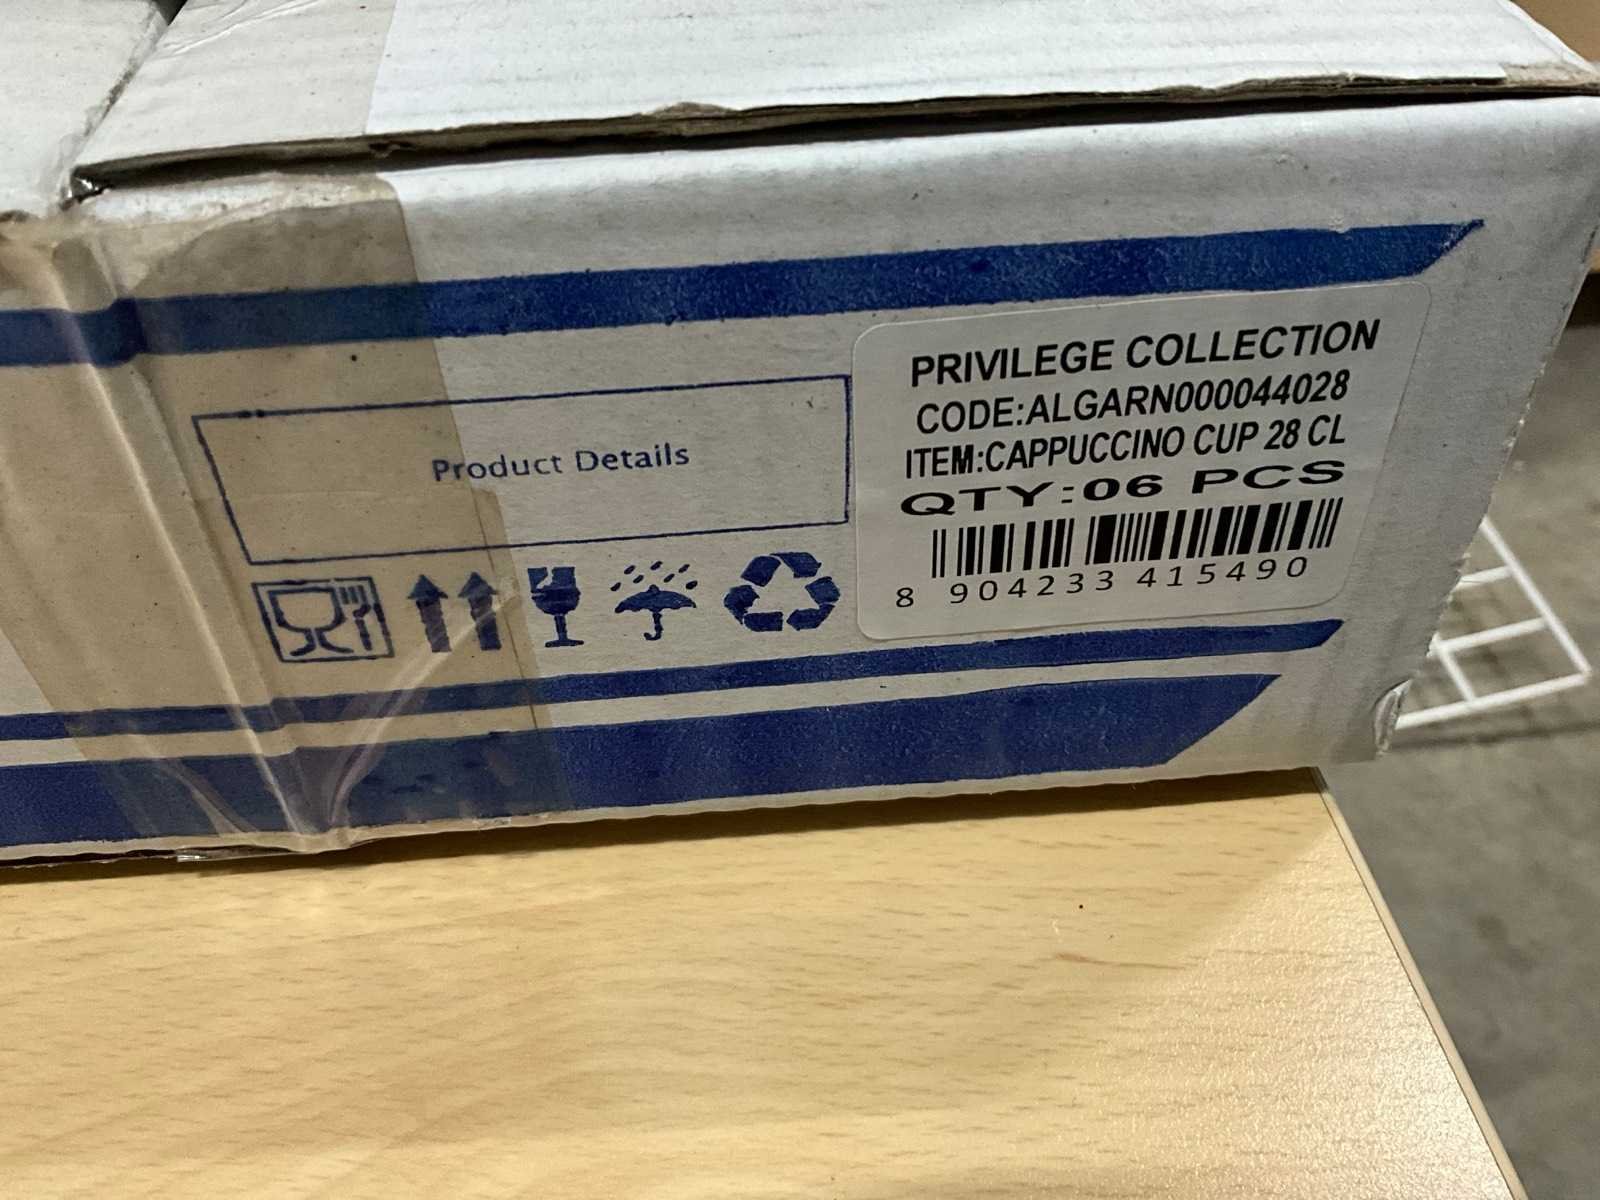 Product Details
PRIVILEGE COLLECTION
CODE:ALGARN000044028
ITEM:CAPPUCCINO CUP 28 CL
QTY:06 PCS
8 904233 415490